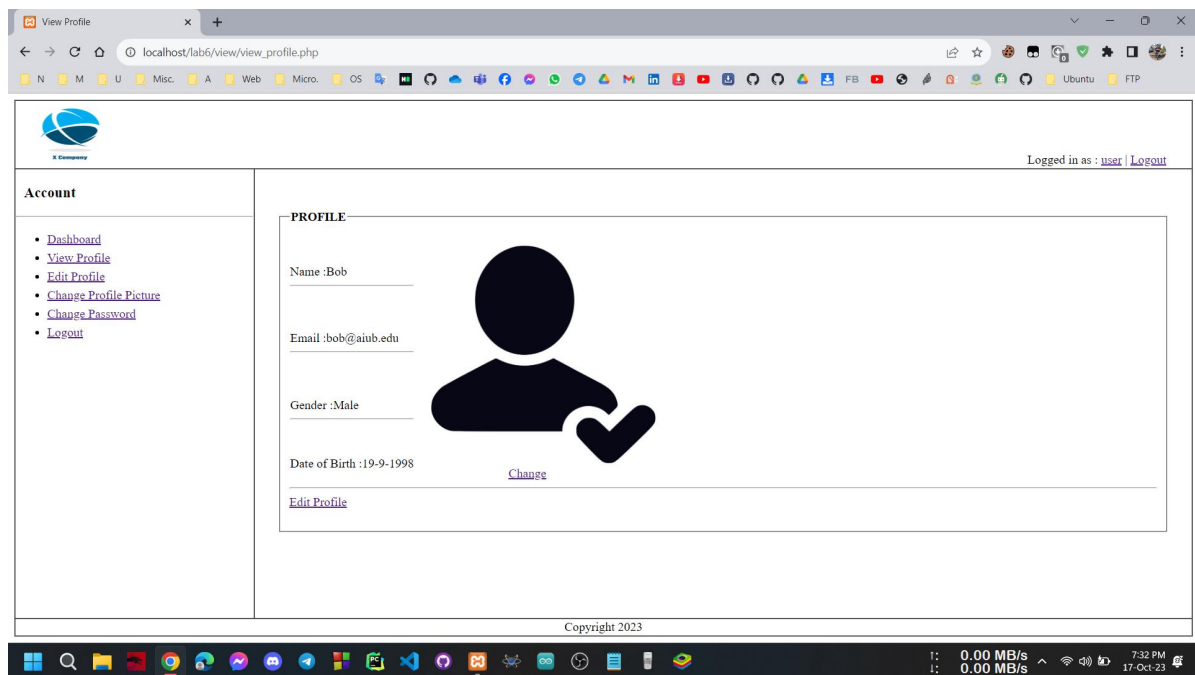 View Profile
localhost/lab6/view/view_profile.php
N M U Misc. A Web Micro. OS FB Ubuntu FTP
X Company
Logged in as : user | Logout
Account
Dashboard
View Profile
Edit Profile
Change Profile Picture
Change Password
Logout
PROFILE
Name :Bob
Email :bob@aiub.edu
Gender :Male
Date of Birth :19-9-1998
Change
Edit Profile
Copyright 2023
0.00 MB/s
0.00 MB/s
7:32 PM
17-Oct-23